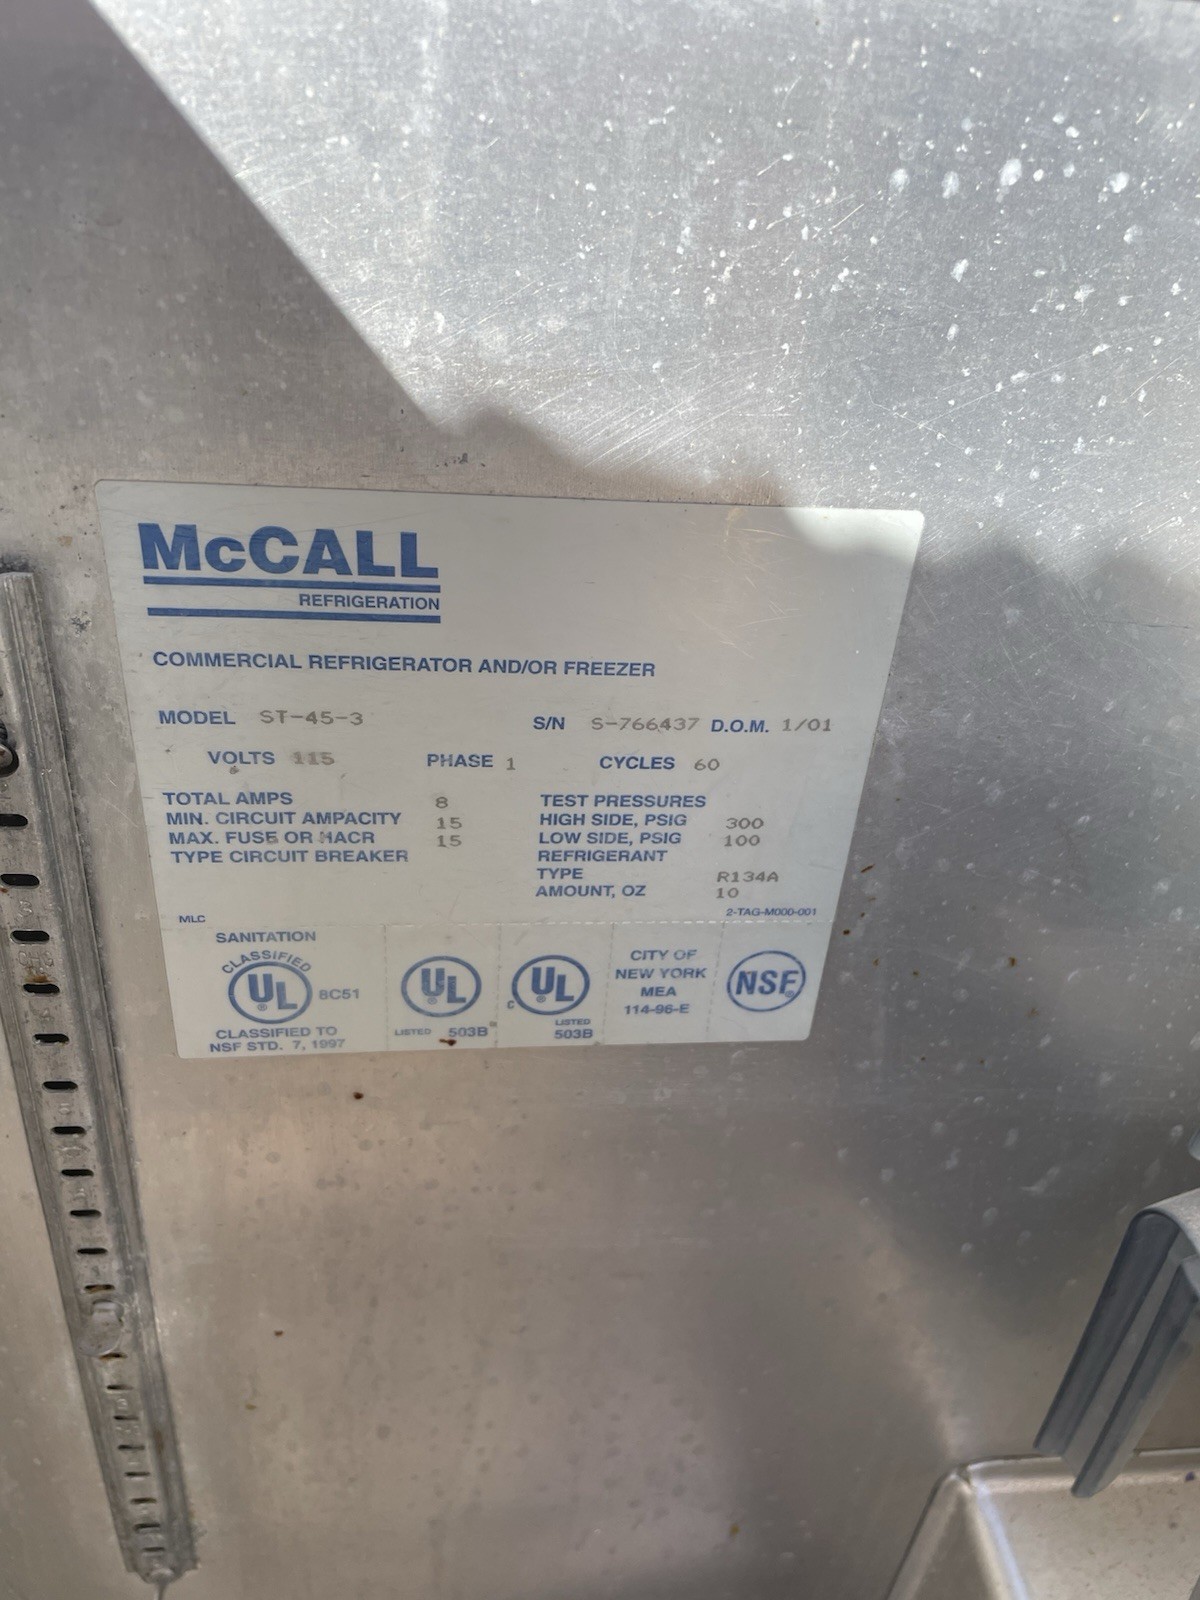 McCALL
REFRIGERATION
COMMERCIAL REFRIGERATOR AND/OR FREEZER
MODEL ST-45-3 S/N S-766437 D.O.M. 1/01
VOLTS 115 PHASE 1 CYCLES 60
TOTAL AMPS 8
MIN. CIRCUIT AMPACITY 15
MAX. FUSE OR HACR 15
TYPE CIRCUIT BREAKER
TEST PRESSURES
HIGH SIDE, PSIG 300
LOW SIDE, PSIG 100
REFRIGERANT
TYPE R134A
AMOUNT, OZ 10
MLC
2-TAG-M000-001
SANITATION
CLASSIFIED
UL® 8C51
CLASSIFIED TO
NSF STD. 7, 1997
UL®
LISTED 503B
C UL®
LISTED
503B
CITY OF
NEW YORK
MEA
114-96-E
NSF®